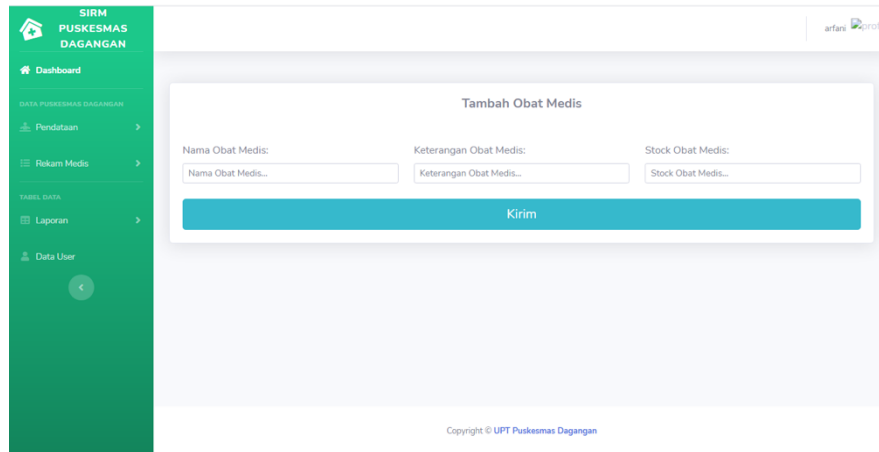 SIRM
PUSKESMAS
DAGANGAN
arfani
Dashboard
DATA PUSKESMAS DAGANGAN
Pendataan
Rekam Medis
TABEL DATA
Laporan
Data User
Tambah Obat Medis
Nama Obat Medis: Keterangan Obat Medis: Stock Obat Medis:
Nama Obat Medis... Keterangan Obat Medis... Stock Obat Medis...
Kirim
Copyright © UPT Puskesmas Dagangan